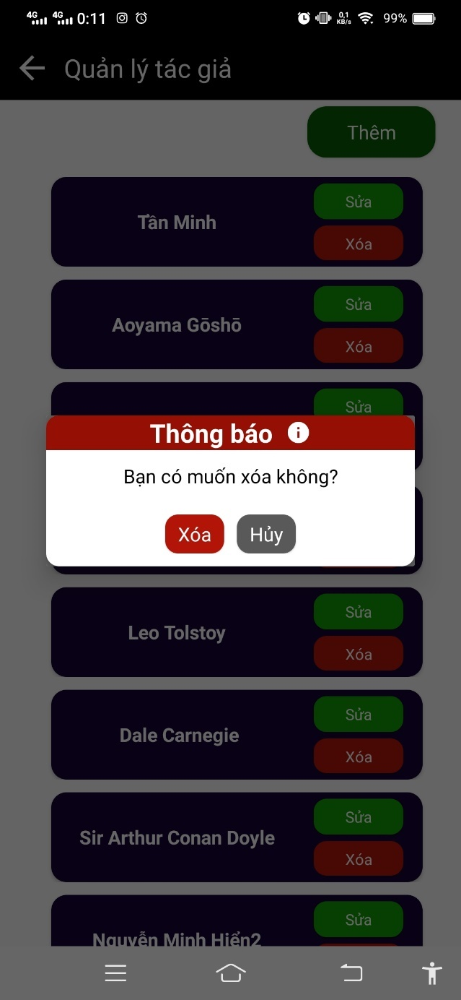 4G 4G 0:11 0,1 KB/s 99%
Quản lý tác giả
Thêm
Tần Minh
Sửa
Xóa
Aoyama Gōshō
Sửa
Xóa
Sửa
Thông báo
Bạn có muốn xóa không?
Xóa Hủy
Leo Tolstoy
Sửa
Xóa
Dale Carnegie
Sửa
Xóa
Sir Arthur Conan Doyle
Sửa
Xóa
Nguyễn Minh Hiển2
Sửa